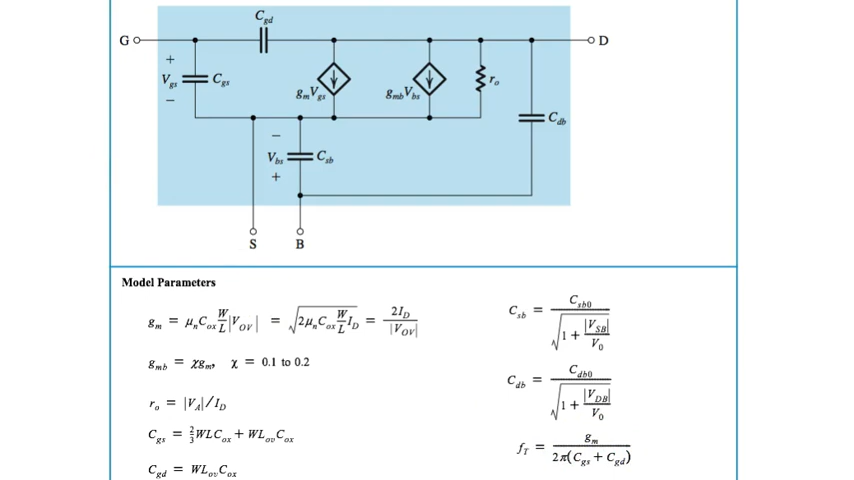 C_gd
G
D
+
V_gs
C_gs
−
g_m V_gs
g_mb V_bs
r_o
C_db
−
V_bs
C_sb
+
S
B
Model Parameters
g_m = μ_n C_ox W/L |V_OV| = √(2μ_n C_ox W/L I_D) = 2I_D / |V_OV|
g_mb = χg_m, χ = 0.1 to 0.2
r_o = |V_A|/I_D
C_gs = 2/3 WLC_ox + WL_ov C_ox
C_gd = WL_ov C_ox
C_sb = C_sb0 / √(1 + |V_SB| / V_0)
C_db = C_db0 / √(1 + |V_DB| / V_0)
f_T = g_m / 2π(C_gs + C_gd)